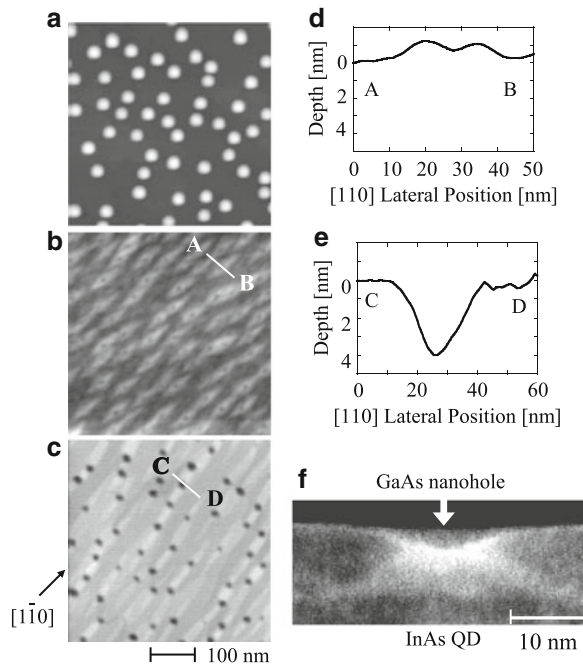 a
b
A
B
c
C
D
[11̄0]
100 nm
d
Depth [nm]
0
2
4
A
B
0 10 20 30 40 50
[110] Lateral Position [nm]
e
Depth [nm]
0
2
4
C
D
0 20 40 60
[110] Lateral Position [nm]
f
GaAs nanohole
InAs QD
10 nm